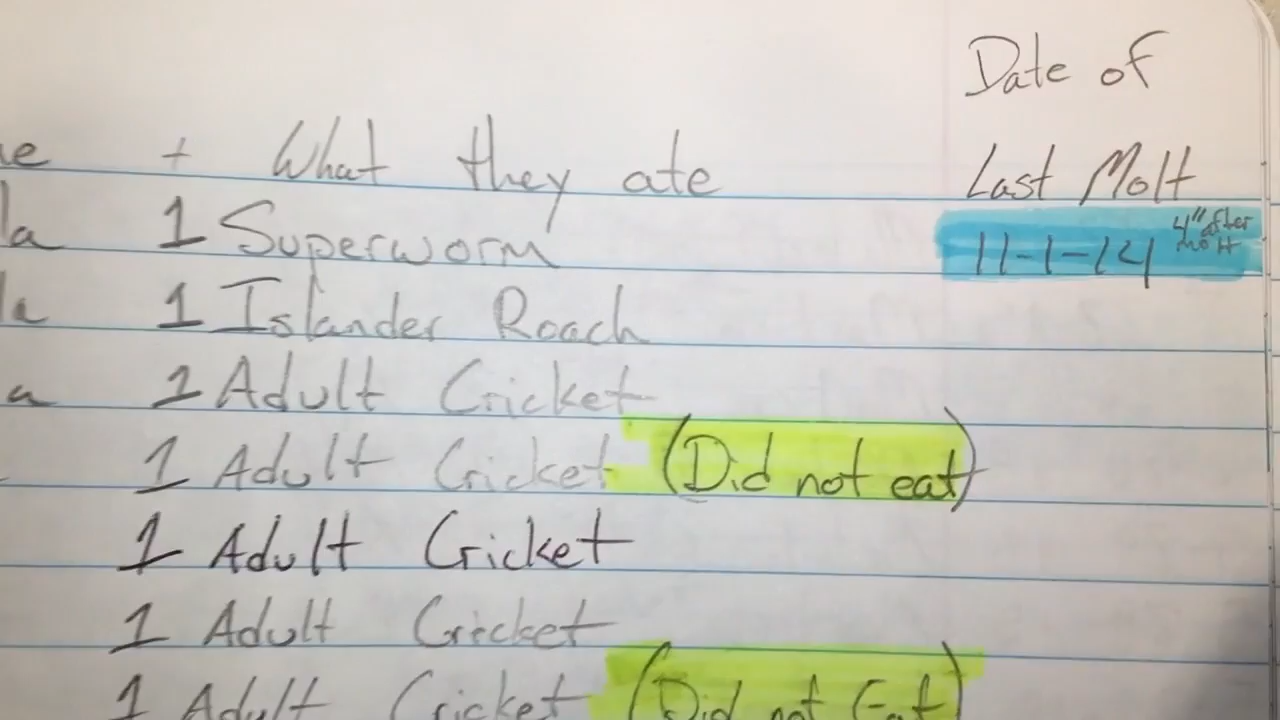 Date of
+ What they ate Last Molt
1 Superworm 11-1-14 4" after molt
1 Islander Roach
1 Adult Cricket
1 Adult Cricket (Did not eat)
1 Adult Cricket
1 Adult Cricket
1 Adult Cricket (Did not Eat)